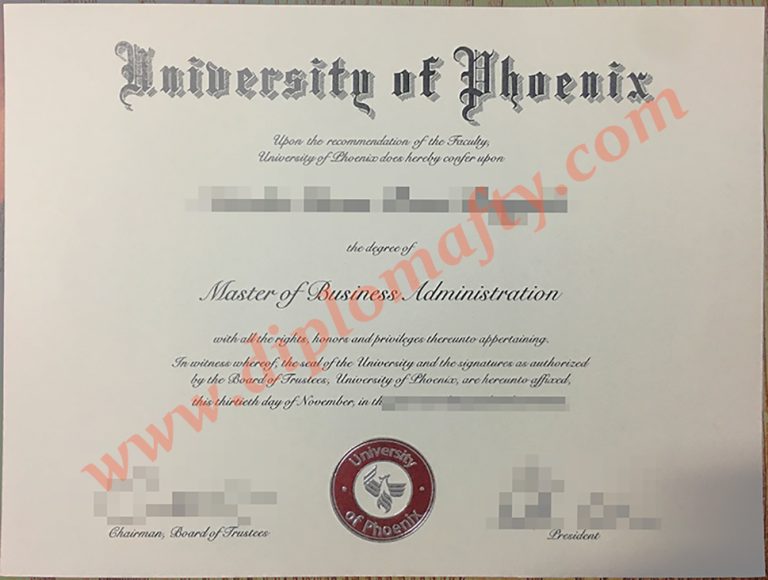 University of Phoenix
Upon the recommendation of the Faculty,
University of Phoenix does hereby confer upon
the degree of
Master of Business Administration
with all the rights, honors and privileges thereunto appertaining.
In witness whereof, the seal of the University and the signatures as authorized
by the Board of Trustees, University of Phoenix, are hereunto affixed,
this thirtieth day of November, in th
University
of Phoenix
Chairman, Board of Trustees
President
www.diplomafty.com